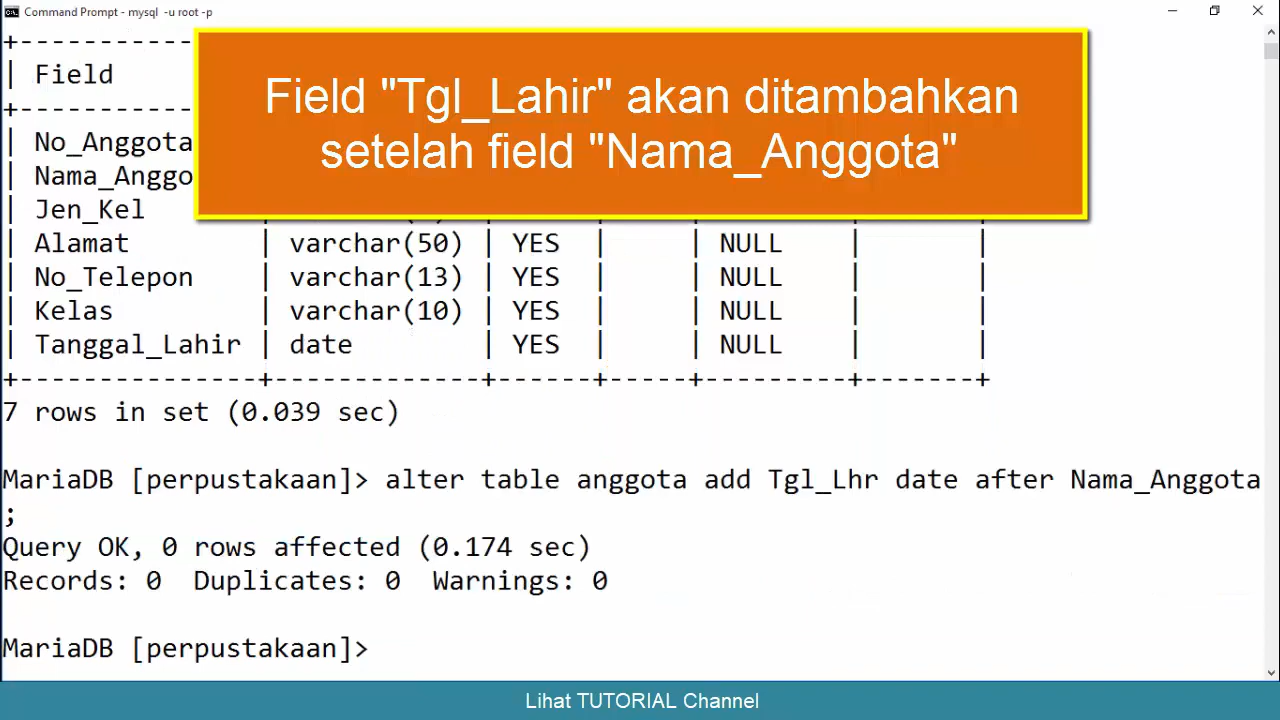 Command Prompt - mysql -u root -p
+---------------
| Field
Field "Tgl_Lahir" akan ditambahkan
setelah field "Nama_Anggota"
+---------------
| No_Anggota
| Nama_Anggo
| Jen_Kel
| Alamat | varchar(50) | YES | | NULL | |
| No_Telepon | varchar(13) | YES | | NULL | |
| Kelas | varchar(10) | YES | | NULL | |
| Tanggal_Lahir | date | YES | | NULL | |
+---------------+-------------+------+-----+---------+-------+
7 rows in set (0.039 sec)
MariaDB [perpustakaan]> alter table anggota add Tgl_Lhr date after Nama_Anggota
;
Query OK, 0 rows affected (0.174 sec)
Records: 0 Duplicates: 0 Warnings: 0
MariaDB [perpustakaan]>
Lihat TUTORIAL Channel